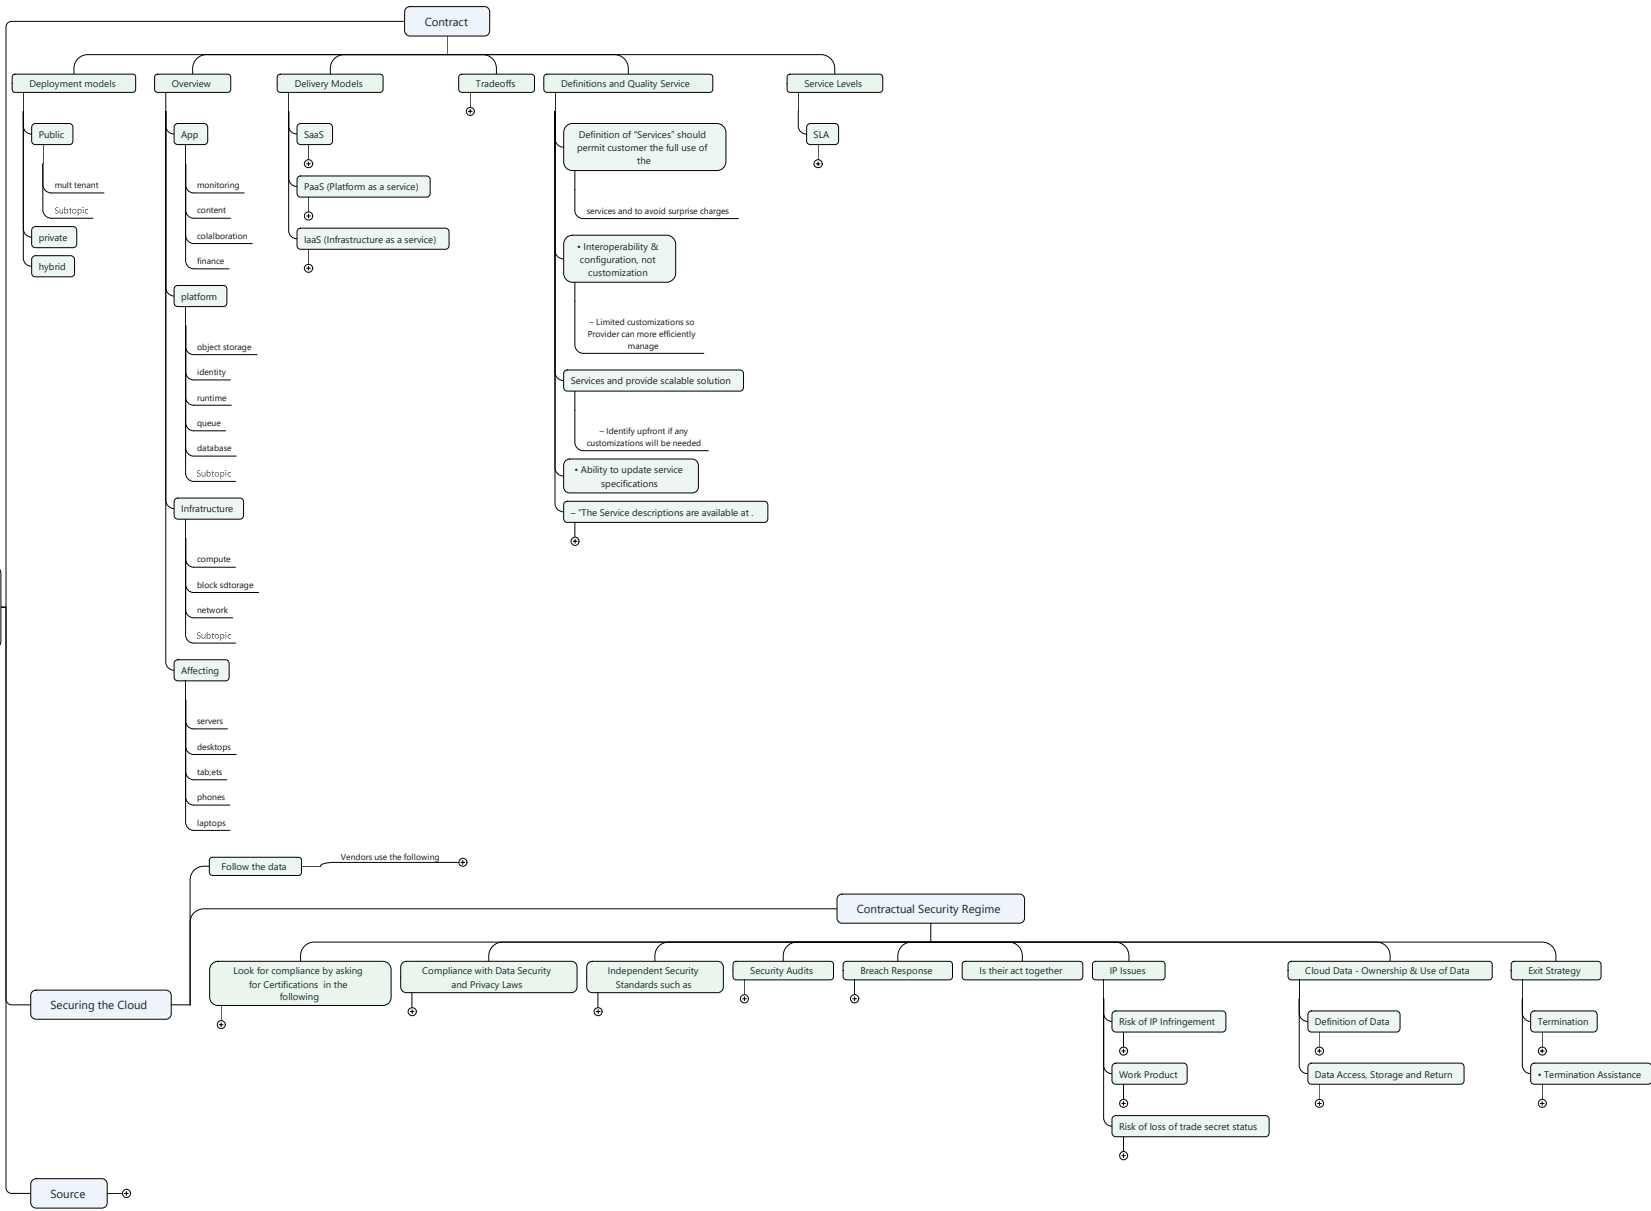 Contract
Deployment models
Public
mult tenant
Subtopic
private
hybrid
Overview
App
monitoring
content
colalboration
finance
platform
object storage
identity
runtime
queue
database
Subtopic
Infratructure
compute
block sdtorage
network
Subtopic
Affecting
servers
desktops
tab;ets
phones
laptops
Delivery Models
SaaS
PaaS (Platform as a service)
IaaS (Infrastructure as a service)
Tradeoffs
Definitions and Quality Service
Definition of "Services" should
permit customer the full use of
the
services and to avoid surprise charges
• Interoperability &
configuration, not
customization
– Limited customizations so
Provider can more efficiently
manage
Services and provide scalable solution
– Identify upfront if any
customizations will be needed
• Ability to update service
specifications
– "The Service descriptions are available at .
Service Levels
SLA
Securing the Cloud
Follow the data
Vendors use the following
Contractual Security Regime
Look for compliance by asking
for Certifications  in the
following
Compliance with Data Security
and Privacy Laws
Independent Security
Standards such as
Security Audits
Breach Response
Is their act together
IP Issues
Risk of IP Infringement
Work Product
Risk of loss of trade secret status
Cloud Data - Ownership & Use of Data
Definition of Data
Data Access, Storage and Return
Exit Strategy
Termination
• Termination Assistance
Source